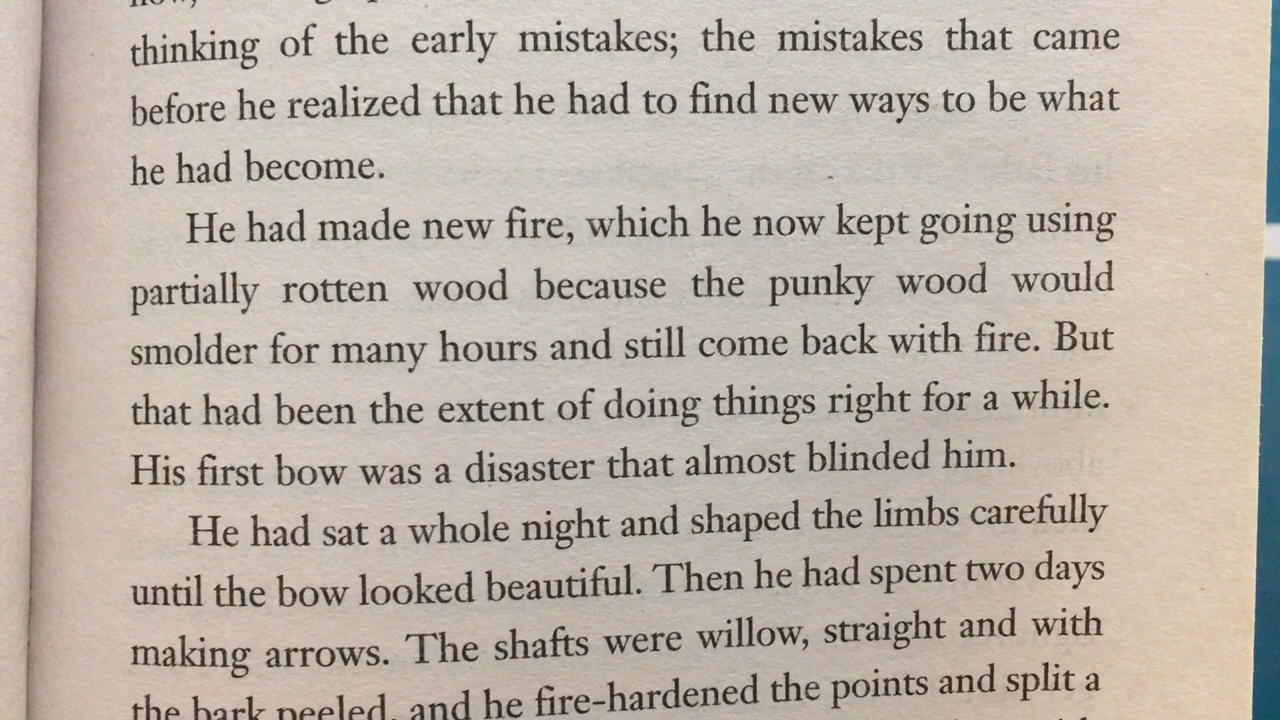 thinking of the early mistakes; the mistakes that came
before he realized that he had to find new ways to be what
he had become.
He had made new fire, which he now kept going using
partially rotten wood because the punky wood would
smolder for many hours and still come back with fire. But
that had been the extent of doing things right for a while.
His first bow was a disaster that almost blinded him.
He had sat a whole night and shaped the limbs carefully
until the bow looked beautiful. Then he had spent two days
making arrows. The shafts were willow, straight and with
the bark peeled, and he fire-hardened the points and split a